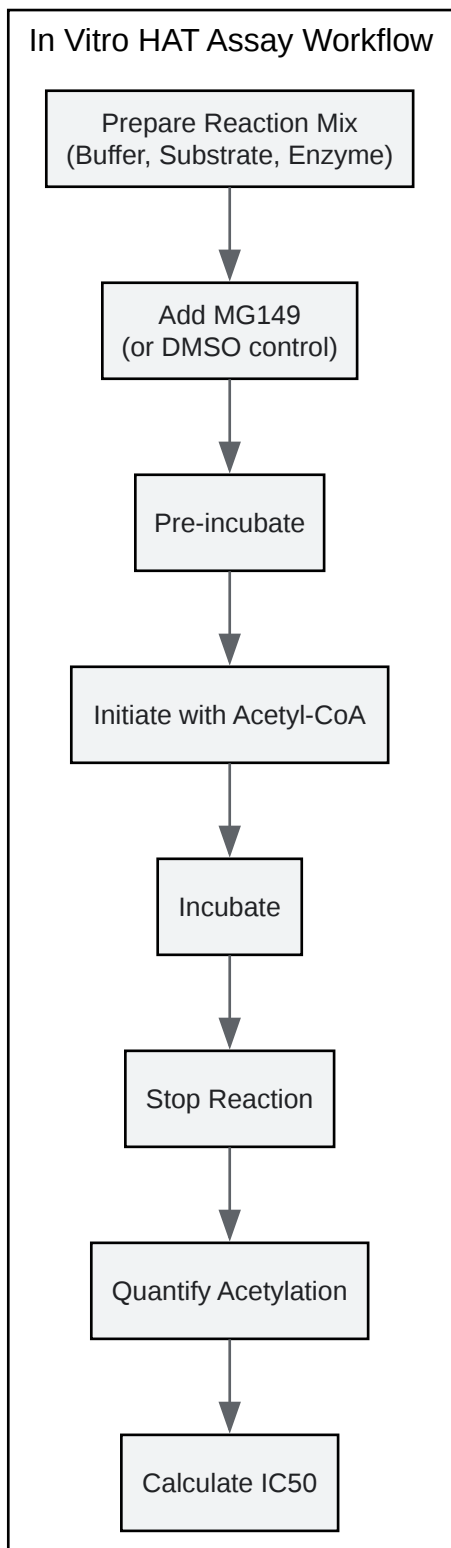 In Vitro HAT Assay Workflow
Prepare Reaction Mix
(Buffer, Substrate, Enzyme)
Add MG149
(or DMSO control)
Pre-incubate
Initiate with Acetyl-CoA
Incubate
Stop Reaction
Quantify Acetylation
Calculate IC50